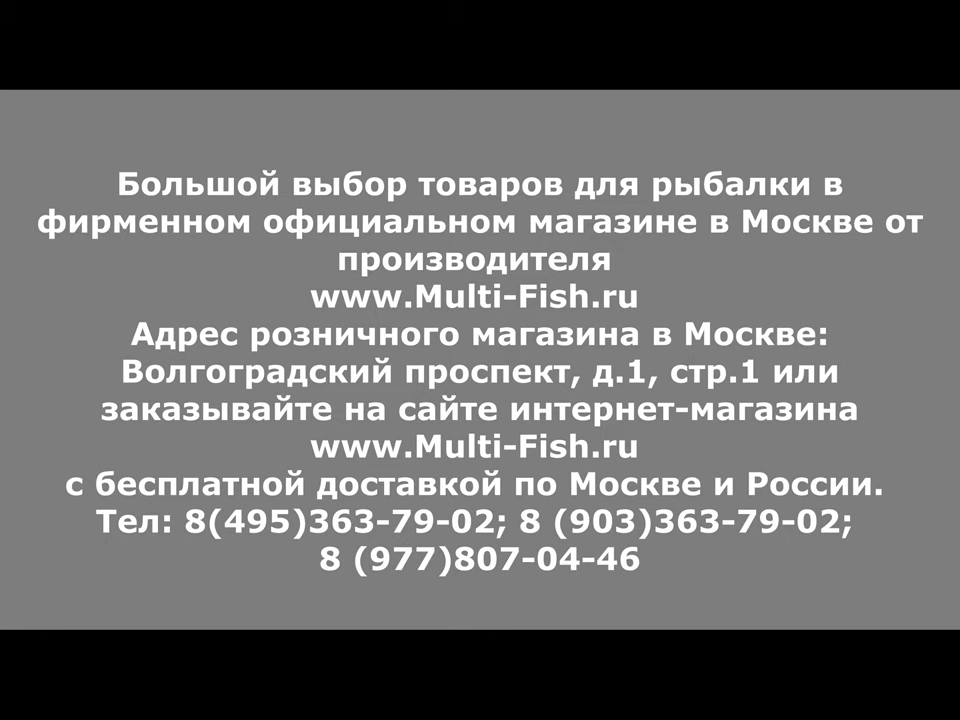 Большой выбор товаров для рыбалки в
фирменном официальном магазине в Москве от
производителя
www.Multi-Fish.ru
Адрес розничного магазина в Москве:
Волгоградский проспект, д.1, стр.1 или
заказывайте на сайте интернет-магазина
www.Multi-Fish.ru
с бесплатной доставкой по Москве и России.
Тел: 8(495)363-79-02; 8 (903)363-79-02;
8 (977)807-04-46